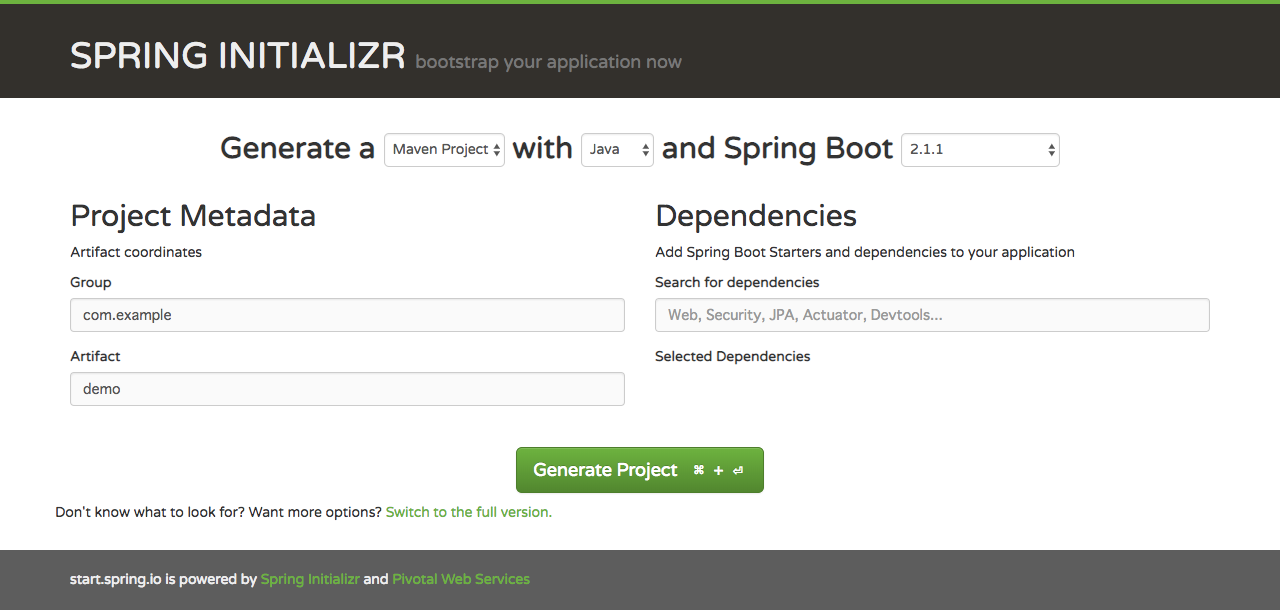 SPRING INITIALIZR bootstrap your application now
Generate a Maven Project with Java and Spring Boot 2.1.1
Project Metadata
Artifact coordinates
Group
com.example
Artifact
demo
Dependencies
Add Spring Boot Starters and dependencies to your application
Search for dependencies
Web, Security, JPA, Actuator, Devtools...
Selected Dependencies
Generate Project ⌘ + ⏎
Don't know what to look for? Want more options? Switch to the full version.
start.spring.io is powered by Spring Initializr and Pivotal Web Services